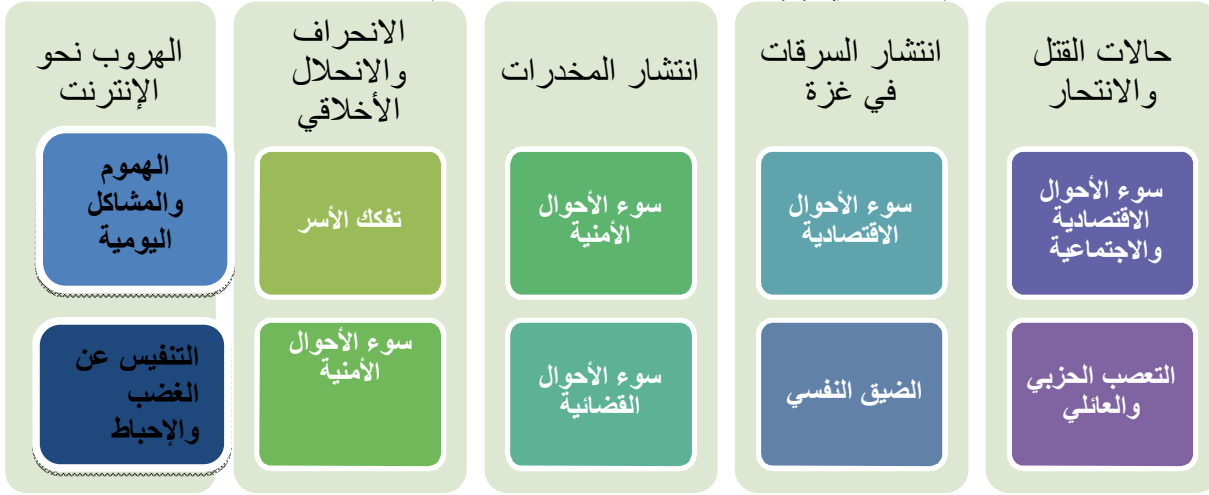 حالات القتل
والانتحار
سوء الأحوال
الاقتصادية
والاجتماعية
التعصب الحزبي
والعائلي
انتشار السرقات
في غزة
سوء الأحوال
الاقتصادية
الضيق النفسي
انتشار المخدرات
سوء الأحوال
الأمنية
سوء الأحوال
القضائية
الانحراف
والانحلال
الأخلاقي
تفكك الأسر
سوء الأحوال
الأمنية
الهروب نحو
الإنترنت
الهموم
والمشاكل
اليومية
التنفيس عن
الغضب
والإحباط